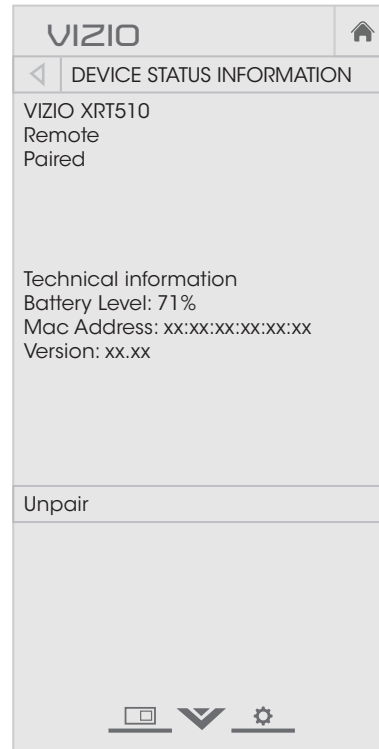 VIZIO
DEVICE STATUS INFORMATION
VIZIO XRT510
Remote
Paired
Technical information
Battery Level: 71%
Mac Address: xx:xx:xx:xx:xx:xx
Version: xx.xx
Unpair